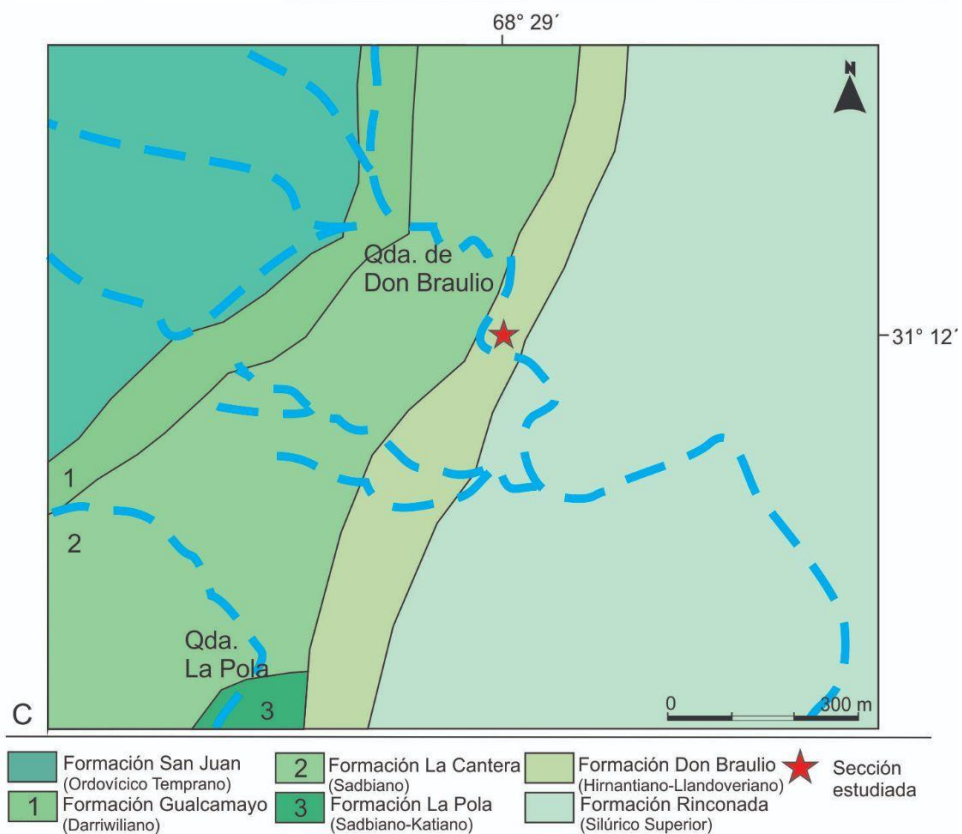 68° 29´
N
Qda. de
Don Braulio
31° 12´
1
2
Qda.
La Pola
3
0 300 m
C
Formación San Juan
(Ordovícico Temprano)
1 Formación Gualcamayo
(Darriwiliano)
2 Formación La Cantera
(Sadbiano)
3 Formación La Pola
(Sadbiano-Katiano)
Formación Don Braulio
(Hirnantiano-Llandoveriano)
Formación Rinconada
(Silúrico Superior)
Sección
estudiada